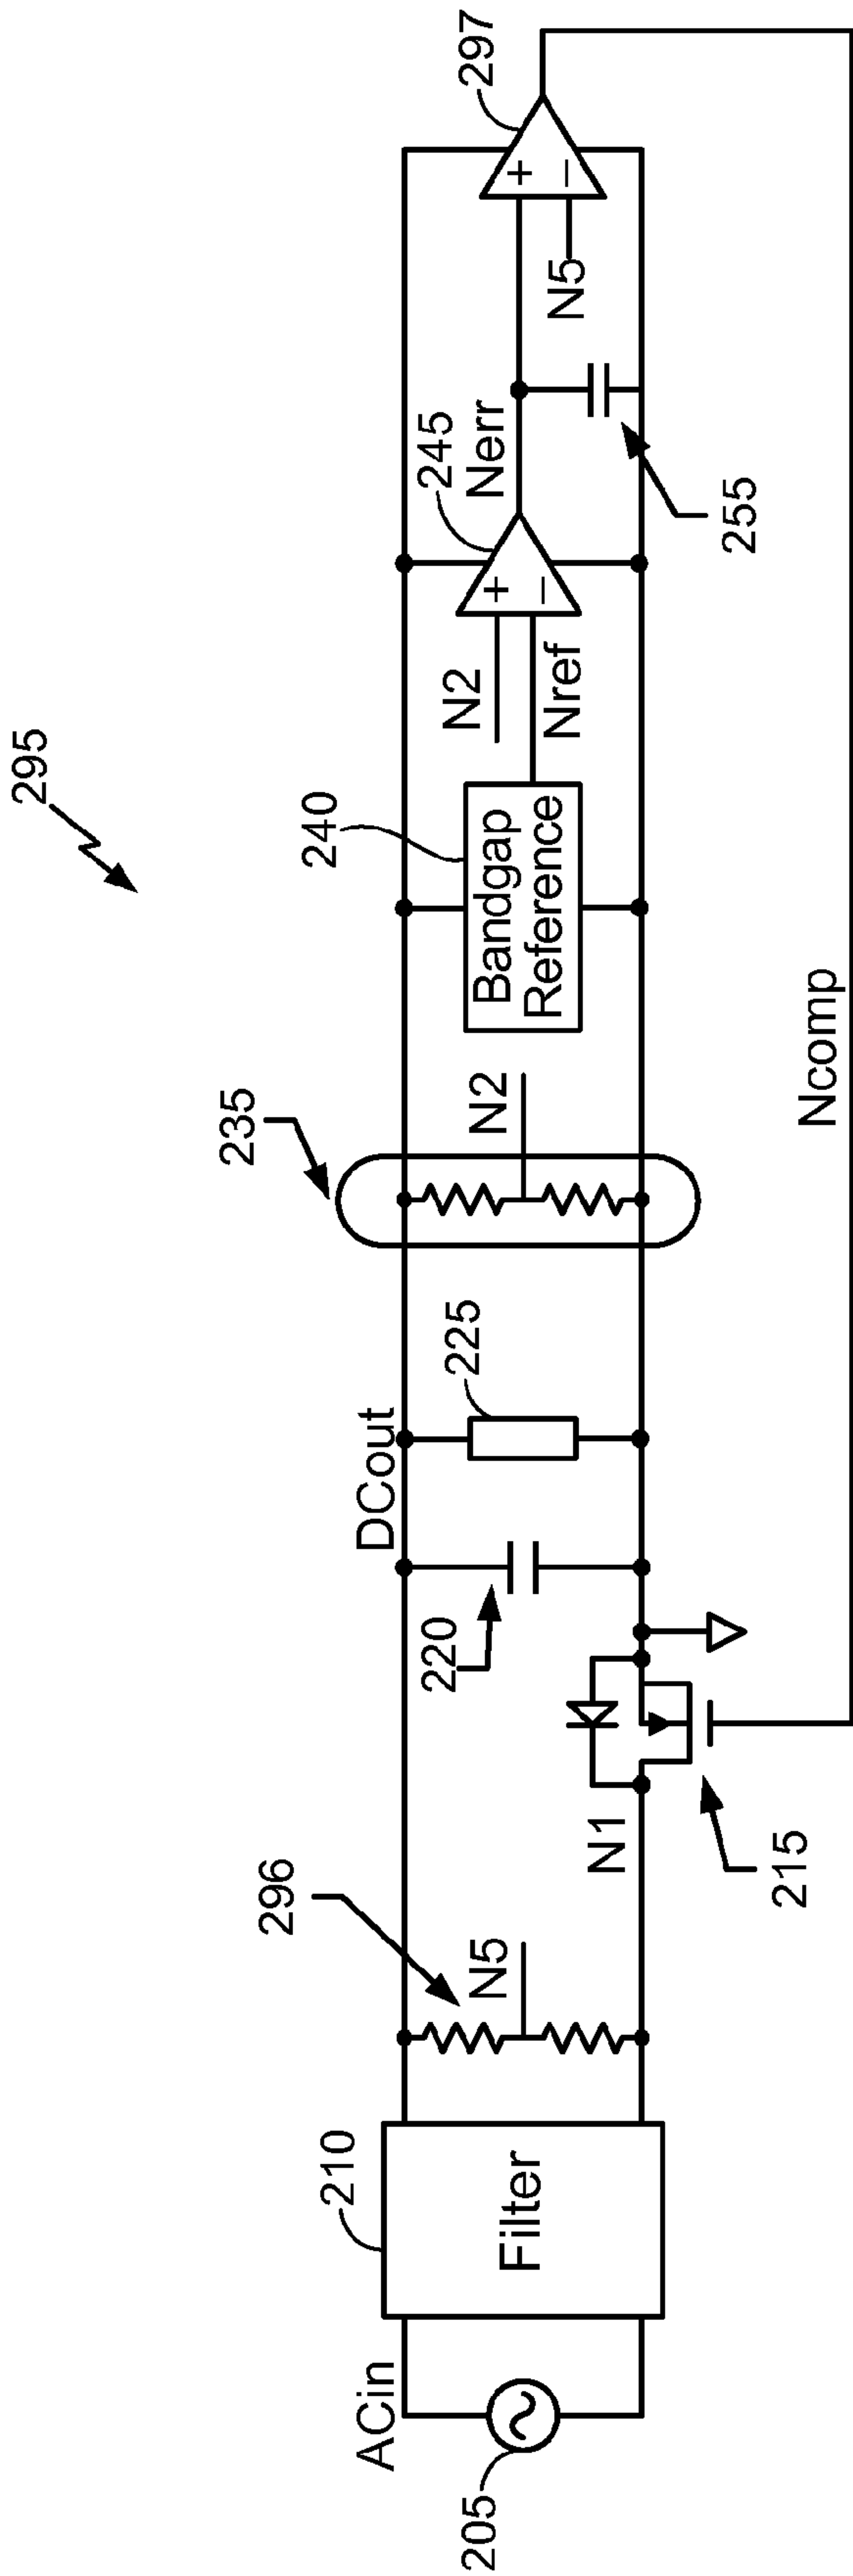 295
205
ACin
210
Filter
296
N5
N1
215
220
DCout
225
235
N2
240
Bandgap
Reference
N2
Nref
+
−
245
Nerr
255
N5
+
−
297
Ncomp